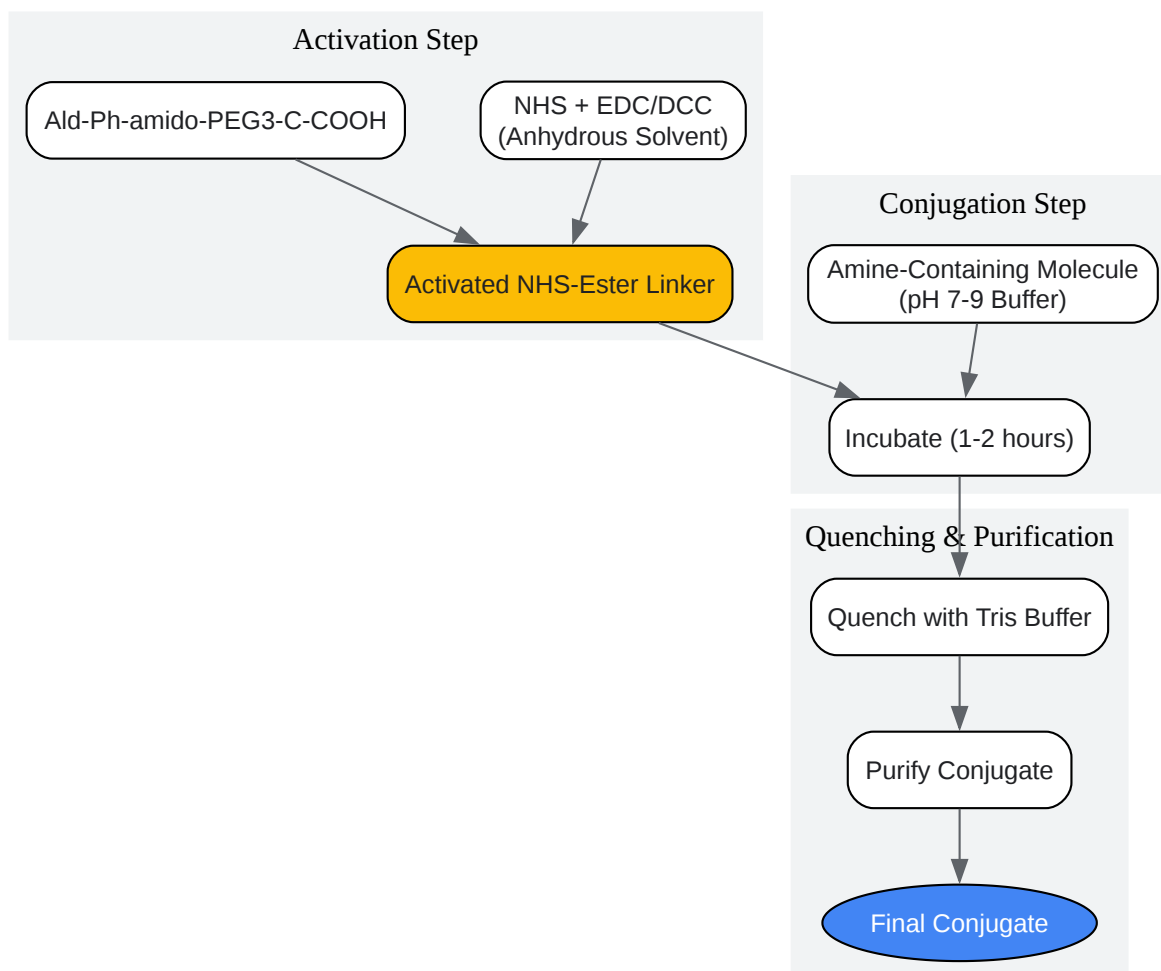 Activation Step
Ald-Ph-amido-PEG3-C-COOH
NHS + EDC/DCC
(Anhydrous Solvent)
Activated NHS-Ester Linker
Conjugation Step
Amine-Containing Molecule
(pH 7-9 Buffer)
Incubate (1-2 hours)
Quenching & Purification
Quench with Tris Buffer
Purify Conjugate
Final Conjugate